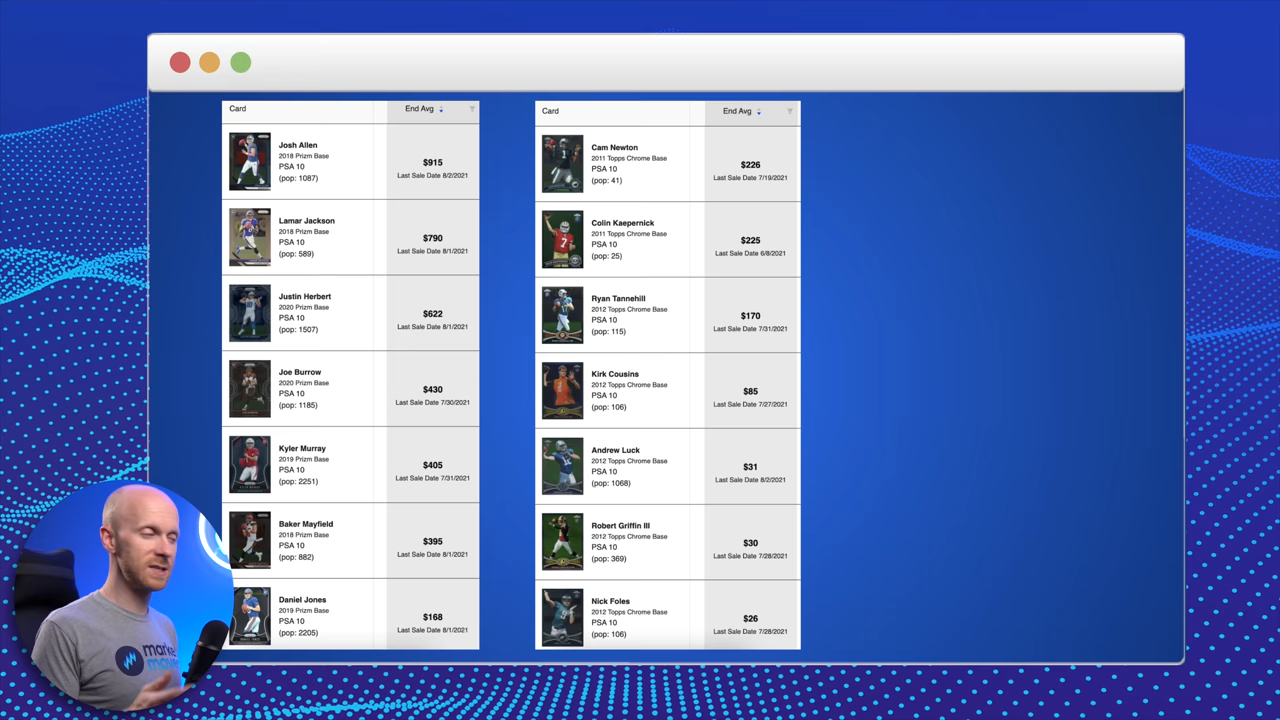 Card
End Avg
Josh Allen
2018 Prizm Base
PSA 10
(pop: 1087)
$915
Last Sale Date 8/2/2021
Lamar Jackson
2018 Prizm Base
PSA 10
(pop: 589)
$790
Last Sale Date 8/1/2021
Justin Herbert
2020 Prizm Base
PSA 10
(pop: 1507)
$622
Last Sale Date 8/1/2021
Joe Burrow
2020 Prizm Base
PSA 10
(pop: 1185)
$430
Last Sale Date 7/30/2021
Kyler Murray
2019 Prizm Base
PSA 10
(pop: 2251)
$405
Last Sale Date 7/31/2021
Baker Mayfield
2018 Prizm Base
PSA 10
(pop: 882)
$395
Last Sale Date 8/1/2021
Daniel Jones
2019 Prizm Base
PSA 10
(pop: 2205)
$168
Last Sale Date 8/1/2021
Card
End Avg
Cam Newton
2011 Topps Chrome Base
PSA 10
(pop: 41)
$226
Last Sale Date 7/19/2021
Colin Kaepernick
2011 Topps Chrome Base
PSA 10
(pop: 25)
$225
Last Sale Date 6/8/2021
Ryan Tannehill
2012 Topps Chrome Base
PSA 10
(pop: 115)
$170
Last Sale Date 7/31/2021
Kirk Cousins
2012 Topps Chrome Base
PSA 10
(pop: 106)
$85
Last Sale Date 7/27/2021
Andrew Luck
2012 Topps Chrome Base
PSA 10
(pop: 1068)
$31
Last Sale Date 8/2/2021
Robert Griffin III
2012 Topps Chrome Base
PSA 10
(pop: 369)
$30
Last Sale Date 7/28/2021
Nick Foles
2012 Topps Chrome Base
PSA 10
(pop: 106)
$26
Last Sale Date 7/28/2021